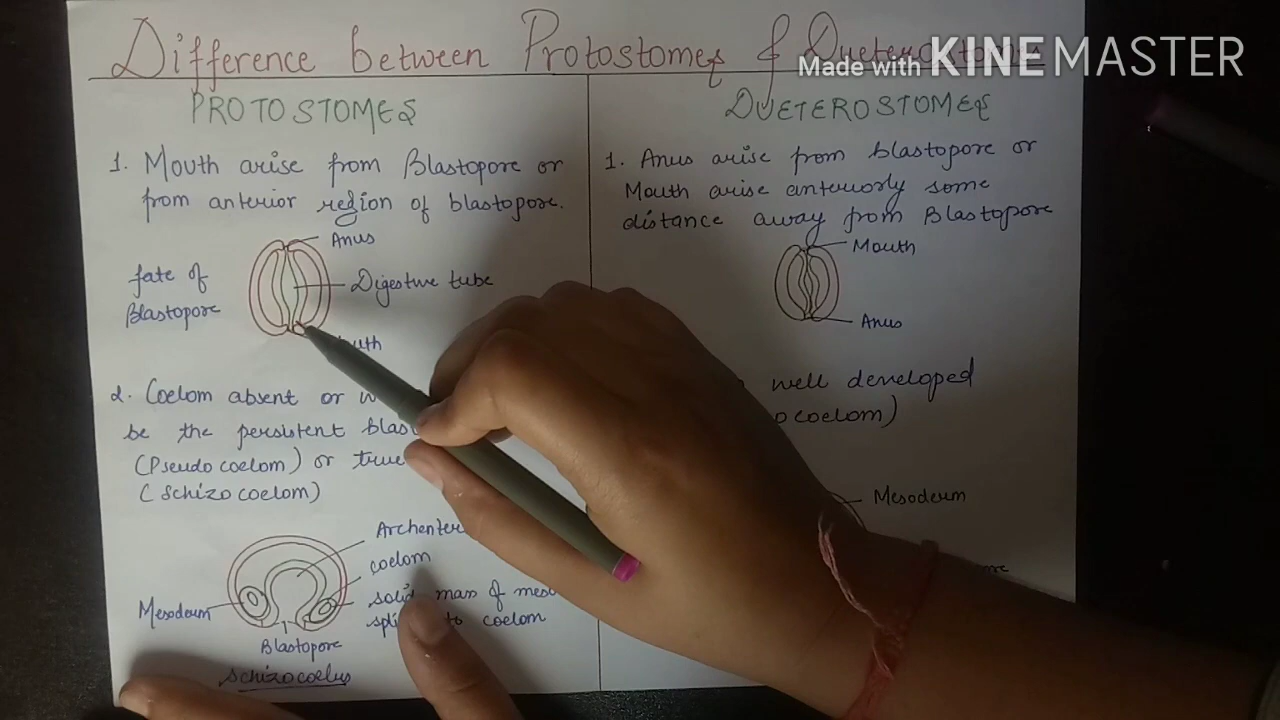 Difference between Protostomes &
Made with KINEMASTER
PROTOSTOMES
1. Mouth arise from Blastopore or
from anterior region of blastopore.
Anus
fate of
Blastopore
Digestive tube
2. Coelom absent or
be the persistent
(Pseudo coelom) or true
(schizo coelom)
coelom
Mesoderm
solid mass of
to coelom
Blastopore
schizocoelus
DUETEROSTOMES
1. Anus arise from blastopore or
Mouth arise anteriorly some
distance away from Blastopore
Mouth
Anus
well developed
coelom)
Mesoderm